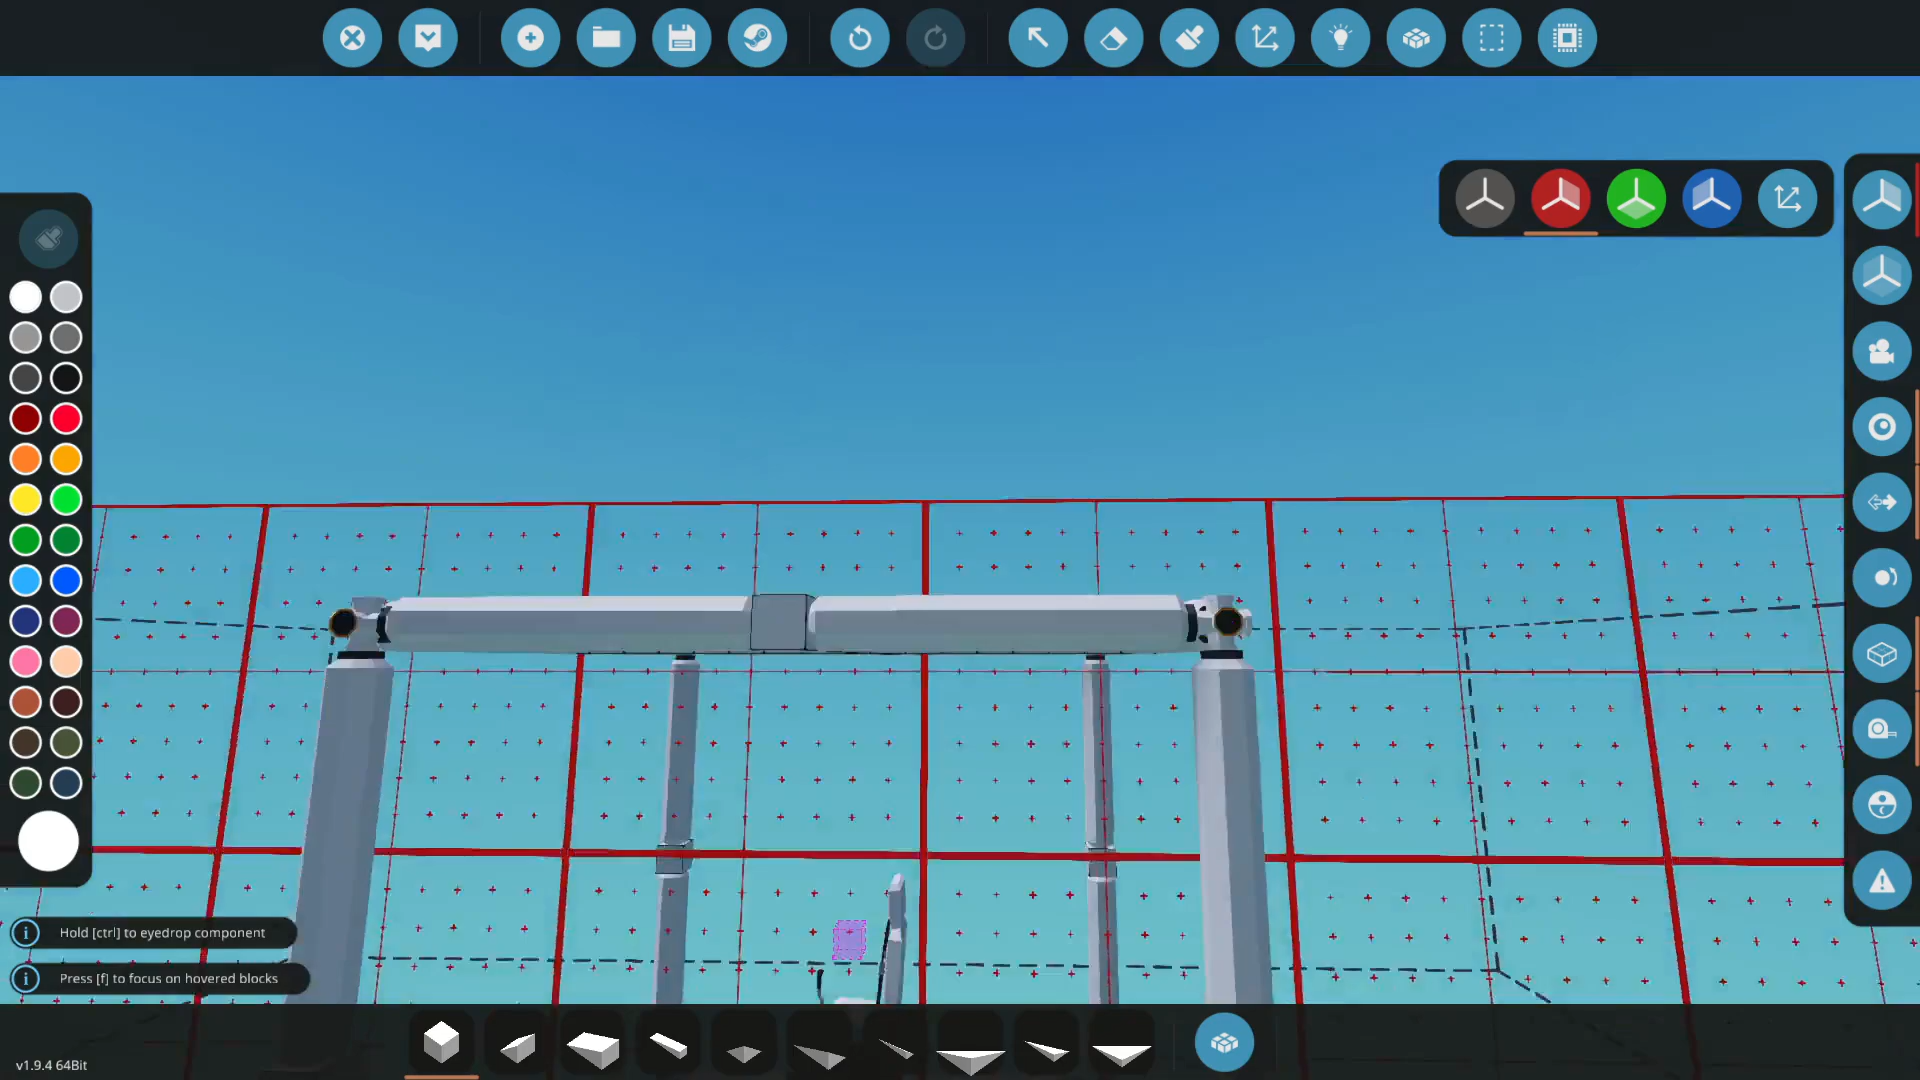 Hold [ctrl] to eyedrop component
Press [f] to focus on hovered blocks
v1.9.4 64Bit